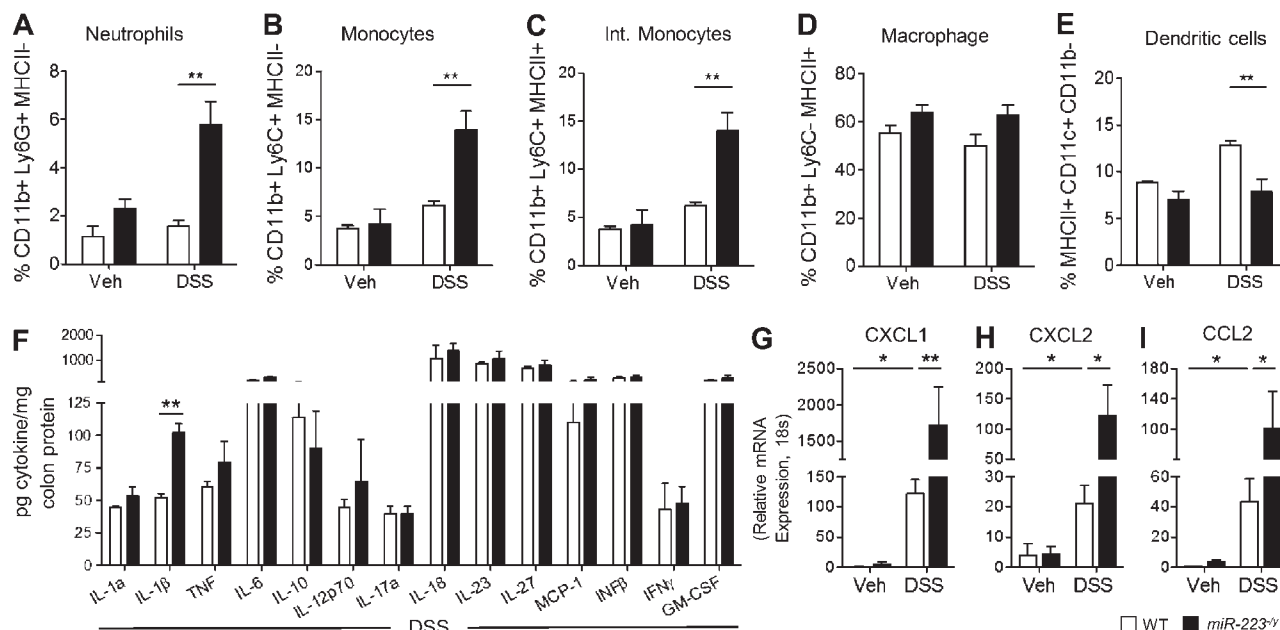 A Neutrophils
% CD11b+ Ly6G+ MHCII-
8
6
4
2
0
**
Veh DSS
B Monocytes
% CD11b+ Ly6C+ MHCII-
20
15
10
5
0
**
Veh DSS
C Int. Monocytes
% CD11b+ Ly6C+ MHCII+
20
15
10
5
0
**
Veh DSS
D Macrophage
% CD11b+ Ly6C- MHCII+
80
60
40
20
0
Veh DSS
E Dendritic cells
% MHCII+ CD11c+ CD11b-
20
15
10
5
0
**
Veh DSS
F
pg cytokine/mg
colon protein
2000
1000
125
100
75
50
25
0
**
IL-1a IL-1β TNF IL-6 IL-10 IL-12p70 IL-17a IL-18 IL-23 IL-27 MCP-1 INFβ IFNγ GM-CSF
DSS
G CXCL1
(Relative mRNA
Expression, 18s)
2500
2000
1500
150
100
50
0
* **
Veh DSS
H CXCL2
200
150
100
50
30
20
10
0
* *
Veh DSS
I CCL2
180
140
100
60
40
20
0
* *
Veh DSS
WT miR-223-/y